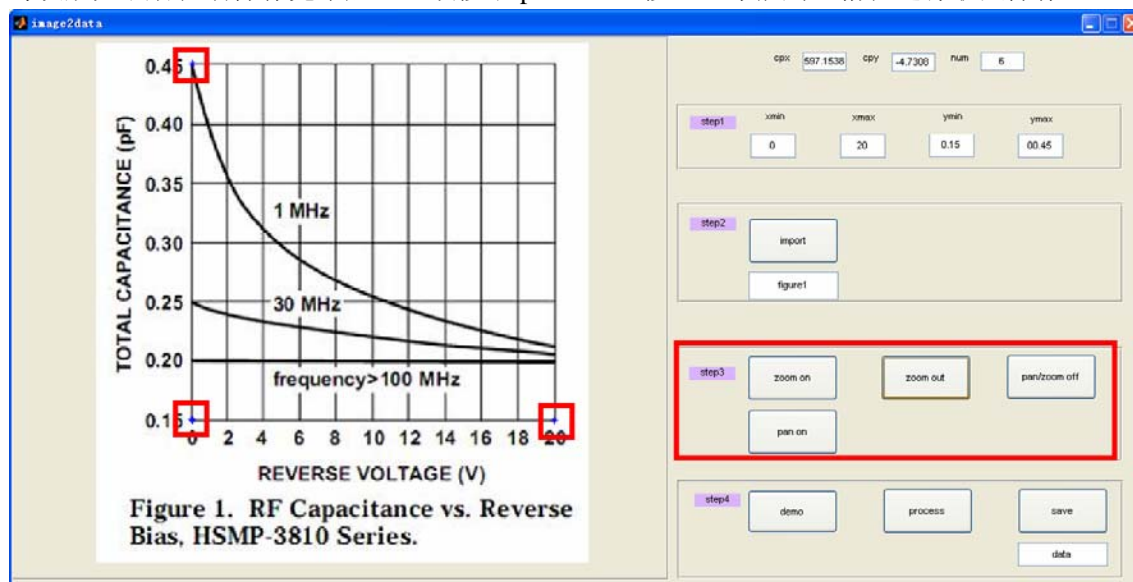 image2data
0.45
0.40
0.35
0.30
0.25
0.20
0.15
TOTAL CAPACITANCE (pF)
1 MHz
30 MHz
frequency>100 MHz
0 2 4 6 8 10 12 14 16 18 20
REVERSE VOLTAGE (V)
Figure 1. RF Capacitance vs. Reverse
Bias, HSMP-3810 Series.
cpx 597.1538 cpy -4.7308 num 6
step1 xmin xmax ymin ymax
0 20 0.15 00.45
step2 import
figure1
step3 zoom on zoom out pan/zoom off
pan on
step4 demo process save
data